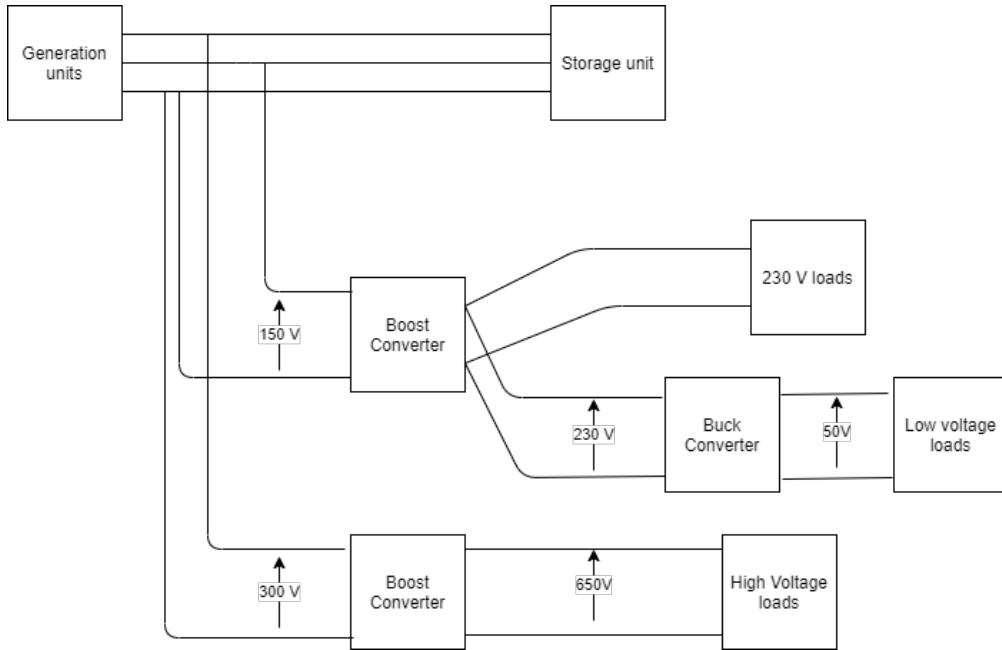 Generation
units
Storage unit
230 V loads
150 V
Boost
Converter
230 V
Buck
Converter
50V
Low voltage
loads
300 V
Boost
Converter
650V
High Voltage
loads